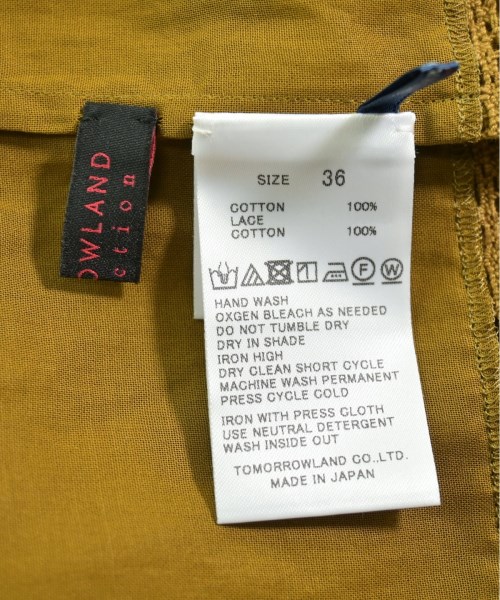 OWLAND
ction
SIZE 36
COTTON 100%
LACE
COTTON 100%
F W
HAND WASH
OXGEN BLEACH AS NEEDED
DO NOT TUMBLE DRY
DRY IN SHADE
IRON HIGH
DRY CLEAN SHORT CYCLE
MACHINE WASH PERMANENT
PRESS CYCLE COLD
IRON WITH PRESS CLOTH
USE NEUTRAL DETERGENT
WASH INSIDE OUT
TOMORROWLAND CO.,LTD.
MADE IN JAPAN